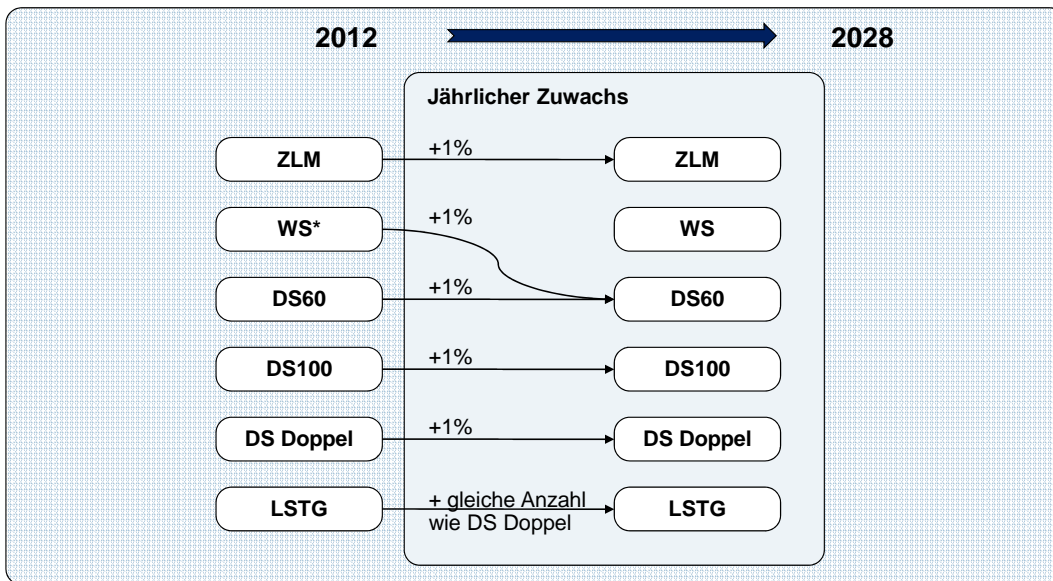 2012 2028
Jährlicher Zuwachs
ZLM +1% ZLM
WS* +1% WS
DS60 +1% DS60
DS100 +1% DS100
DS Doppel +1% DS Doppel
LSTG + gleiche Anzahl LSTG
wie DS Doppel